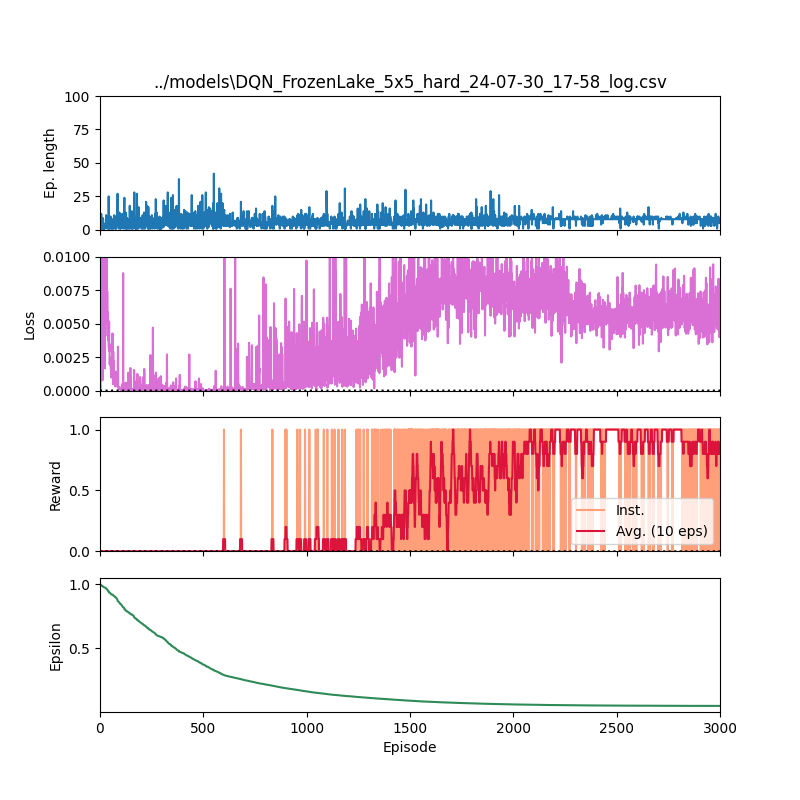 ../models\DQN_FrozenLake_5x5_hard_24-07-30_17-58_log.csv
100
75
50
25
0
Ep. length
0.0100
0.0075
0.0050
0.0025
0.0000
Loss
1.0
0.5
0.0
Reward
Inst.
Avg. (10 eps)
1.0
0.5
Epsilon
0 500 1000 1500 2000 2500 3000
Episode